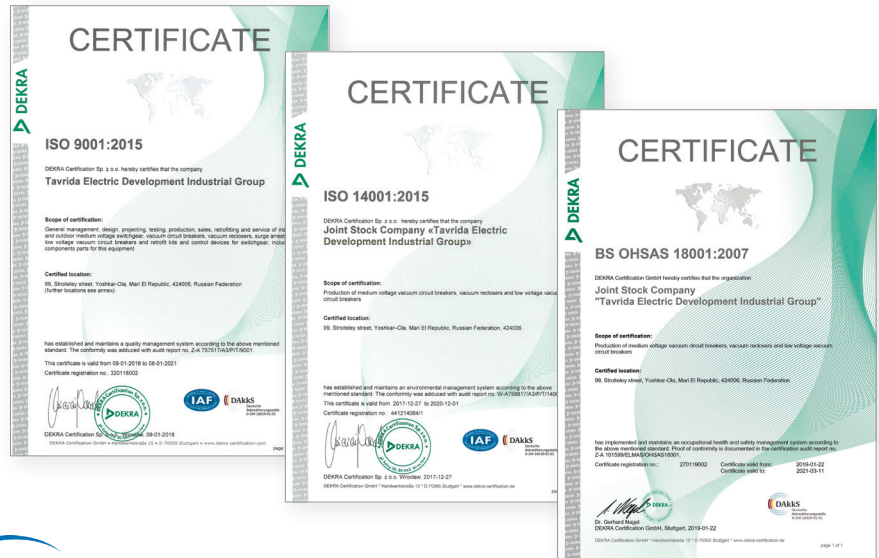 CERTIFICATE
DEKRA
ISO 9001:2015
DEKRA Certification Sp. z o.o. hereby certifies that the company
Tavrida Electric Development Industrial Group
Scope of certification:
General management, design, projecting, testing, production, sales, retrofitting and service of
and outdoor medium voltage switchgear, vacuum circuit breakers, vacuum reclosers, surge
low voltage vacuum circuit breakers and retrofit kits and control devices for switchgear,
components parts for this equipment
Certified location:
99, Stroiteley street, Yoshkar-Ola, Mari El Republic, 424006, Russian Federation
(further locations see annex)
has established and maintains a quality management system according to the above mentioned
standard. The conformity was adduced with audit report no. Z-A 757517/A3/P/T/9001.
This certificate is valid from 09-01-2018 to 08-01-2021
Certificate registration no.: 320118002
DEKRA
IAF
DAkkS
Deutsche
Akkreditierungsstelle
DEKRA Certification Sp. z o.o. Wrocław, 09-01-2018
DEKRA Certification GmbH * Handwerkstraße 15 * D-70565 Stuttgart * www.dekra-certification.com
page
CERTIFICATE
DEKRA
ISO 14001:2015
DEKRA Certification Sp. z o.o. hereby certifies that the company
Joint Stock Company «Tavrida Electric
Development Industrial Group»
Scope of certification:
Production of medium voltage vacuum circuit breakers, vacuum reclosers and low voltage
circuit breakers
Certified location:
99, Stroiteley street, Yoshkar-Ola, Mari El Republic, Russian Federation, 424006
has established and maintains an environmental management system according to the above
mentioned standard. The conformity was adduced with audit report no.
This certificate is valid from 2017-12-27 to 2020-12-01
Certificate registration no.: 441214084/1
DEKRA
IAF
DAkkS
Deutsche
Akkreditierungsstelle
DEKRA Certification Sp. z o.o. Wrocław, 2017-12-27
DEKRA Certification GmbH * Handwerkstraße 15 * D-70565 Stuttgart * www.dekra-certification.de
CERTIFICATE
DEKRA
BS OHSAS 18001:2007
DEKRA Certification GmbH hereby certifies that the organization
Joint Stock Company
"Tavrida Electric Development Industrial Group"
Scope of certification:
Production of medium voltage vacuum circuit breakers, vacuum reclosers and low voltage vacuum
circuit breakers
Certified location:
99, Stroiteley street, Yoshkar-Ola, Mari El Republic, 424006, Russian Federation
has implemented and maintains an occupational health and safety management system according to
the above mentioned standard. Proof of conformity is documented in the certification audit report no.
Z-A 101599/ELMAS/OHSAS18001.
Certificate registration no.: 270119002 Certificate valid from: 2019-01-22
Certificate valid to: 2021-03-11
DEKRA
DAkkS
Deutsche
Akkreditierungsstelle
Dr. Gerhard Nagel
DEKRA Certification GmbH, Stuttgart, 2019-01-22
DEKRA Certification GmbH * Handwerkstraße 15 * D-70565 Stuttgart * www.dekra-certification.de
page 1 of 1